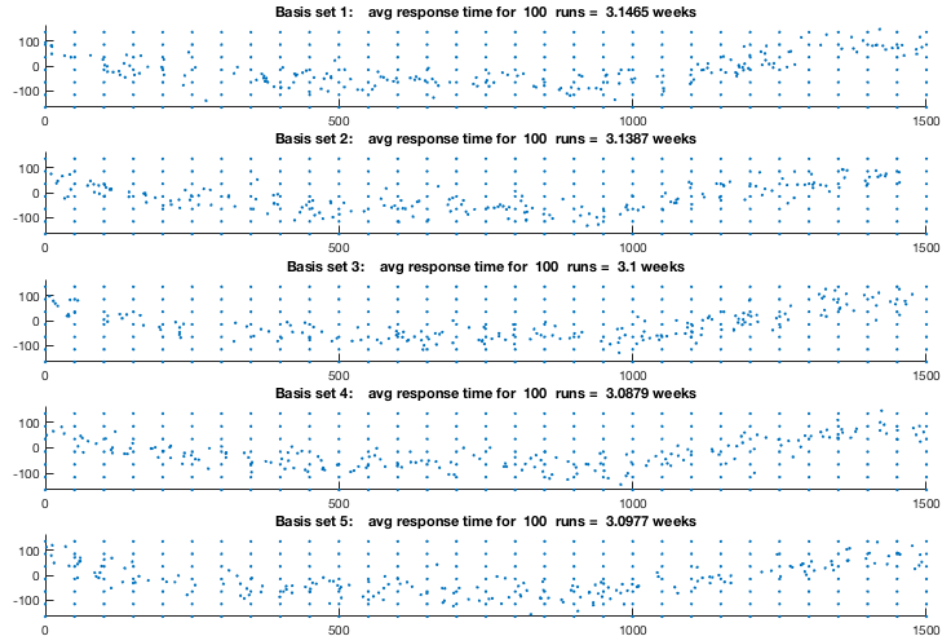 Basis set 1: avg response time for 100 runs = 3.1465 weeks
100
0
-100
0 500 1000 1500
Basis set 2: avg response time for 100 runs = 3.1387 weeks
100
0
-100
0 500 1000 1500
Basis set 3: avg response time for 100 runs = 3.1 weeks
100
0
-100
0 500 1000 1500
Basis set 4: avg response time for 100 runs = 3.0879 weeks
100
0
-100
0 500 1000 1500
Basis set 5: avg response time for 100 runs = 3.0977 weeks
100
0
-100
0 500 1000 1500